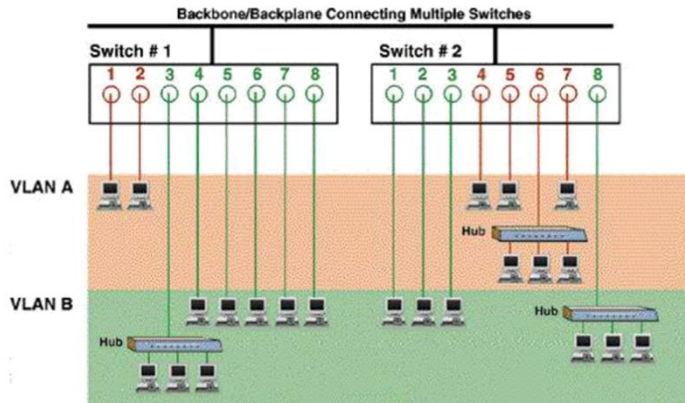 Backbone/Backplane Connecting Multiple Switches
Switch # 1
Switch # 2
1 2 3 4 5 6 7 8
1 2 3 4 5 6 7 8
VLAN A
Hub
VLAN B
Hub
Hub